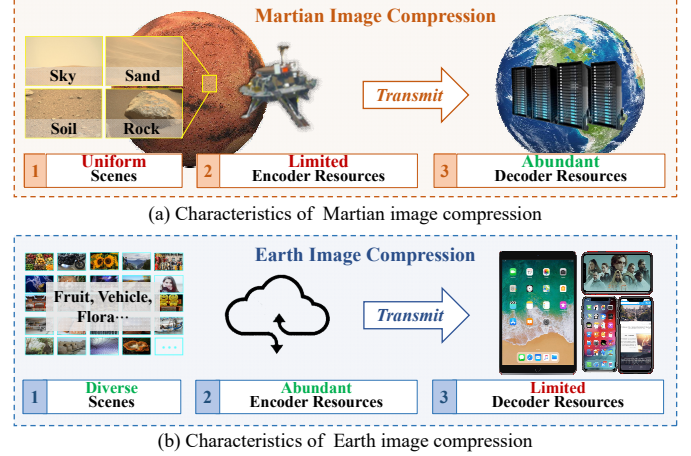 Martian Image Compression
Sky
Sand
Soil
Rock
Transmit
1
Uniform
Scenes
2
Limited
Encoder Resources
3
Abundant
Decoder Resources
(a) Characteristics of Martian image compression
Earth Image Compression
Fruit, Vehicle,
Flora···
···
Transmit
1
Diverse
Scenes
2
Abundant
Encoder Resources
3
Limited
Decoder Resources
(b) Characteristics of Earth image compression